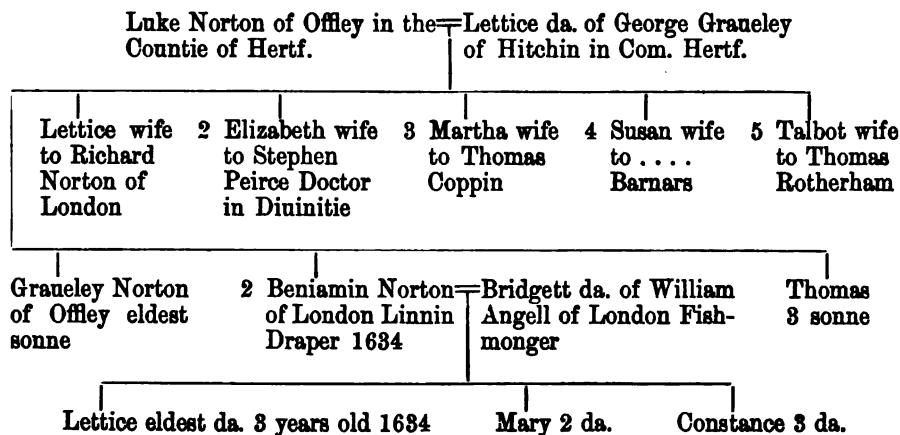 Luke Norton of Offley in the Lettice da. of George Graueley
Countie of Hertf. of Hitchin in Com. Hertf.
Lettice wife 2 Elizabeth wife 3 Martha wife 4 Susan wife 5 Talbot wife
to Richard to Stephen to Thomas to .... to Thomas
Norton of Peirce Doctor Coppin Barnars Rotherham
London in Diuinitie
Graueley Norton 2 Beniamin Norton Bridgett da. of William Thomas
of Offley eldest of London Linnin Angell of London Fish- 3 sonne
sonne Draper 1634 monger
Lettice eldest da. 3 years old 1634 Mary 2 da. Constance 3 da.